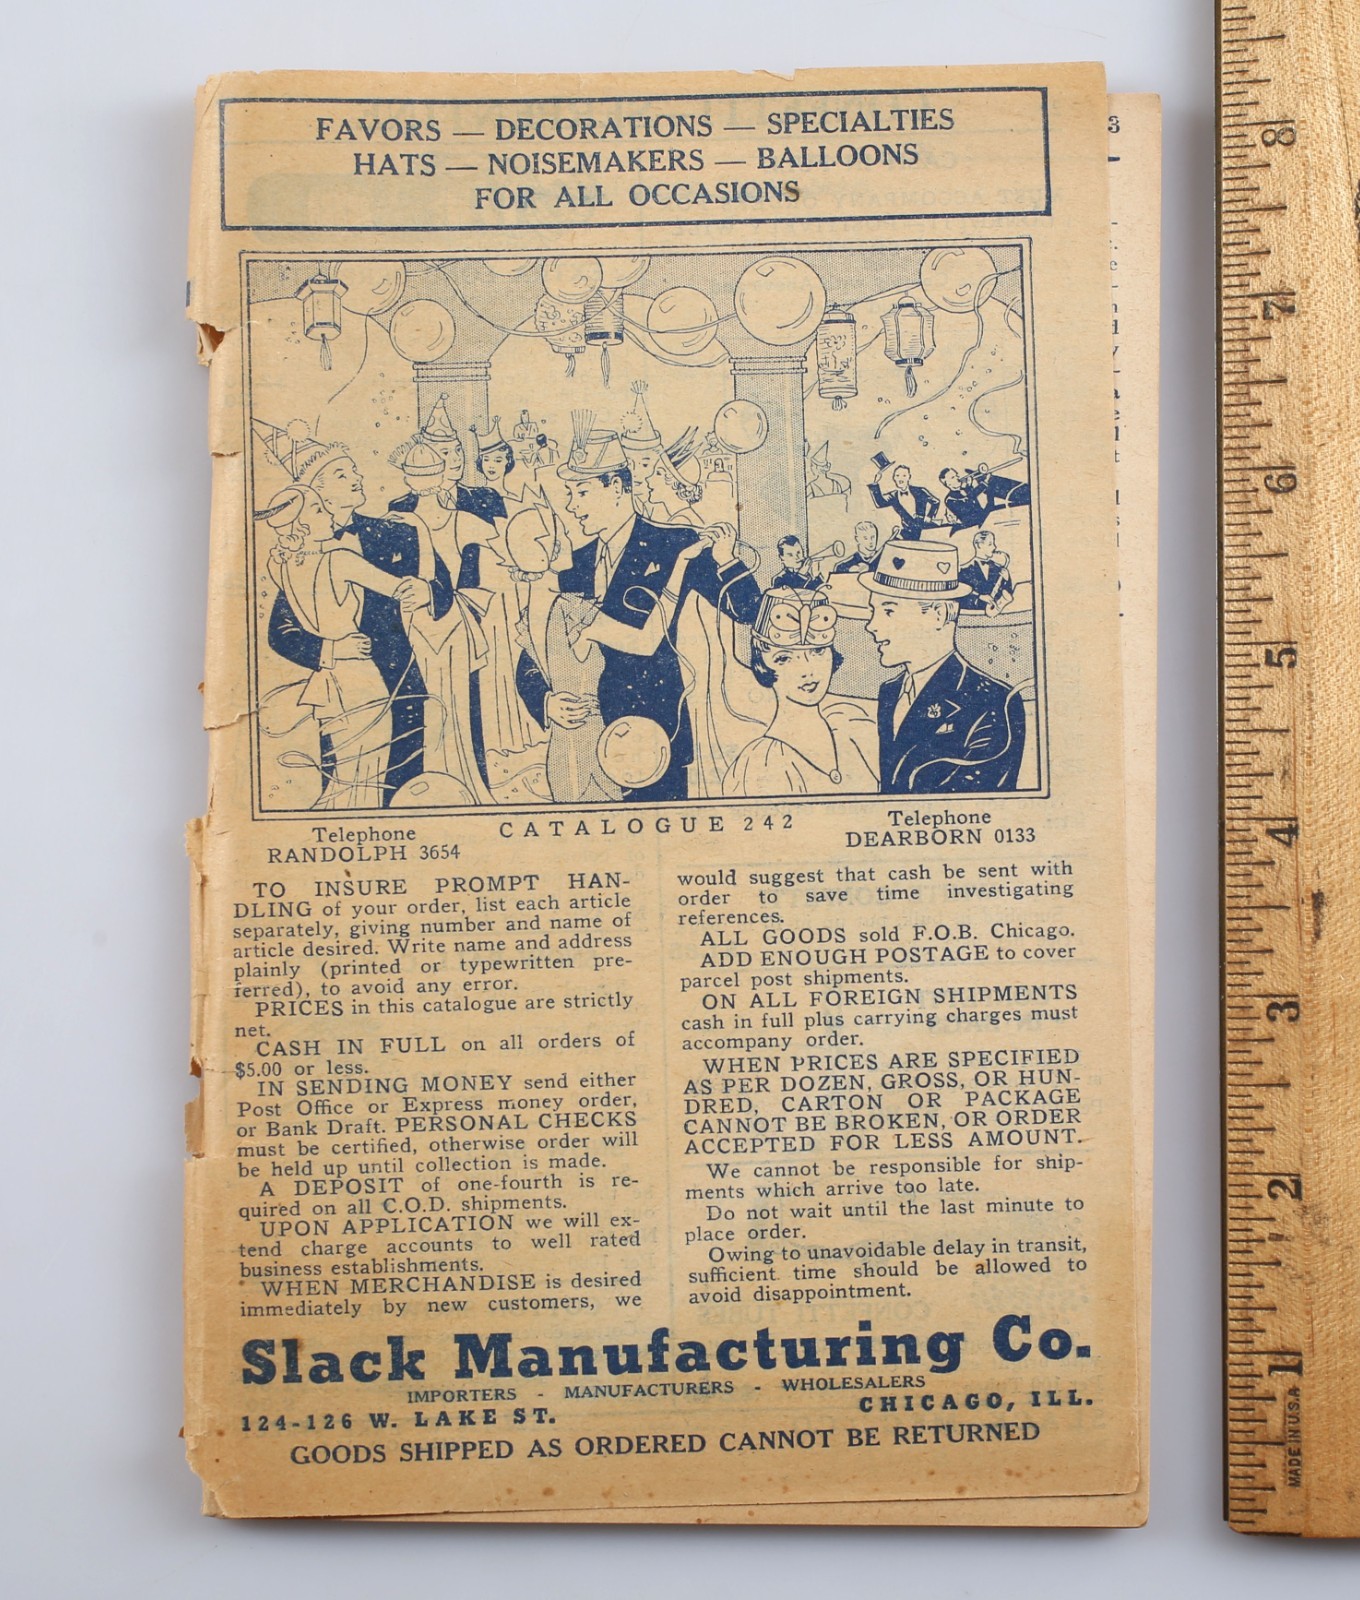 FAVORS — DECORATIONS — SPECIALTIES
HATS — NOISEMAKERS — BALLOONS
FOR ALL OCCASIONS
CATALOGUE 242
Telephone
RANDOLPH 3654
Telephone
DEARBORN 0133
TO INSURE PROMPT HAN-
DLING of your order, list each article
separately, giving number and name of
article desired. Write name and address
plainly (printed or typewritten pre-
ferred), to avoid any error.
PRICES in this catalogue are strictly
net.
CASH IN FULL on all orders of
$5.00 or less.
IN SENDING MONEY send either
Post Office or Express money order,
or Bank Draft. PERSONAL CHECKS
must be certified, otherwise order will
be held up until collection is made.
A DEPOSIT of one-fourth is re-
quired on all C.O.D. shipments.
UPON APPLICATION we will ex-
tend charge accounts to well rated
business establishments.
WHEN MERCHANDISE is desired
immediately by new customers, we
would suggest that cash be sent with
order to save time investigating
references.
ALL GOODS sold F.O.B. Chicago.
ADD ENOUGH POSTAGE to cover
parcel post shipments.
ON ALL FOREIGN SHIPMENTS
cash in full plus carrying charges must
accompany order.
WHEN PRICES ARE SPECIFIED
AS PER DOZEN, GROSS, OR HUN-
DRED, CARTON OR PACKAGE
CANNOT BE BROKEN, OR ORDER
ACCEPTED FOR LESS AMOUNT.
We cannot be responsible for ship-
ments which arrive too late.
Do not wait until the last minute to
place order.
Owing to unavoidable delay in transit,
sufficient time should be allowed to
avoid disappointment.
Slack Manufacturing Co.
IMPORTERS - MANUFACTURERS - WHOLESALERS
124-126 W. LAKE ST.
CHICAGO, ILL.
GOODS SHIPPED AS ORDERED CANNOT BE RETURNED
8
7
6
5
4
3
2
1
MADE IN U.S.A